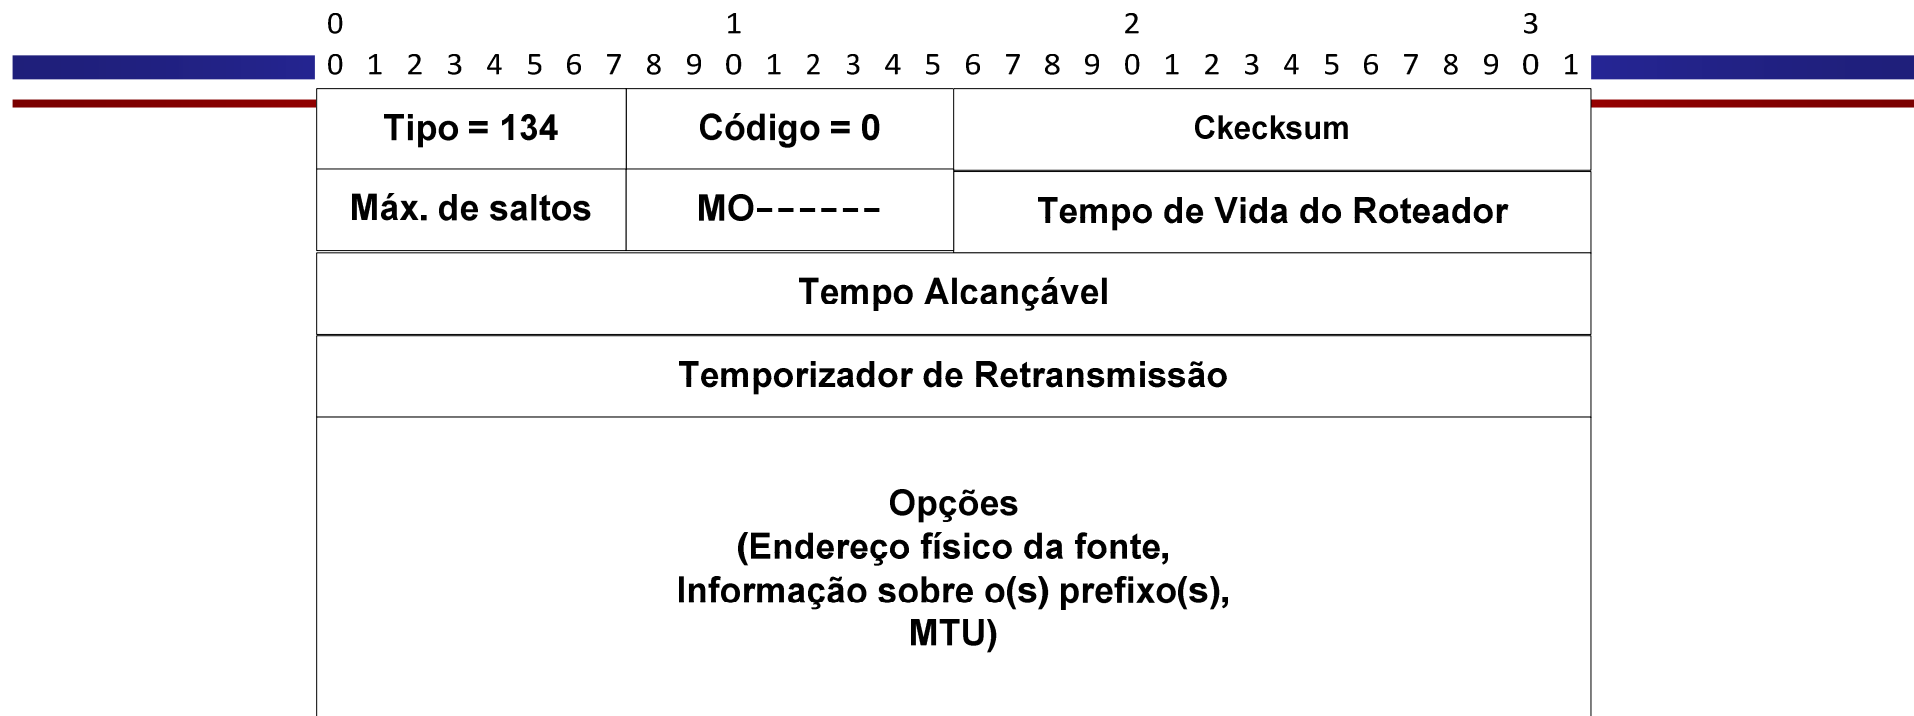 0 1 2 3
0 1 2 3 4 5 6 7 8 9 0 1 2 3 4 5 6 7 8 9 0 1 2 3 4 5 6 7 8 9 0 1
Tipo = 134 Código = 0 Ckecksum
Máx. de saltos MO------ Tempo de Vida do Roteador
Tempo Alcançável
Temporizador de Retransmissão
Opções
(Endereço físico da fonte,
Informação sobre o(s) prefixo(s),
MTU)